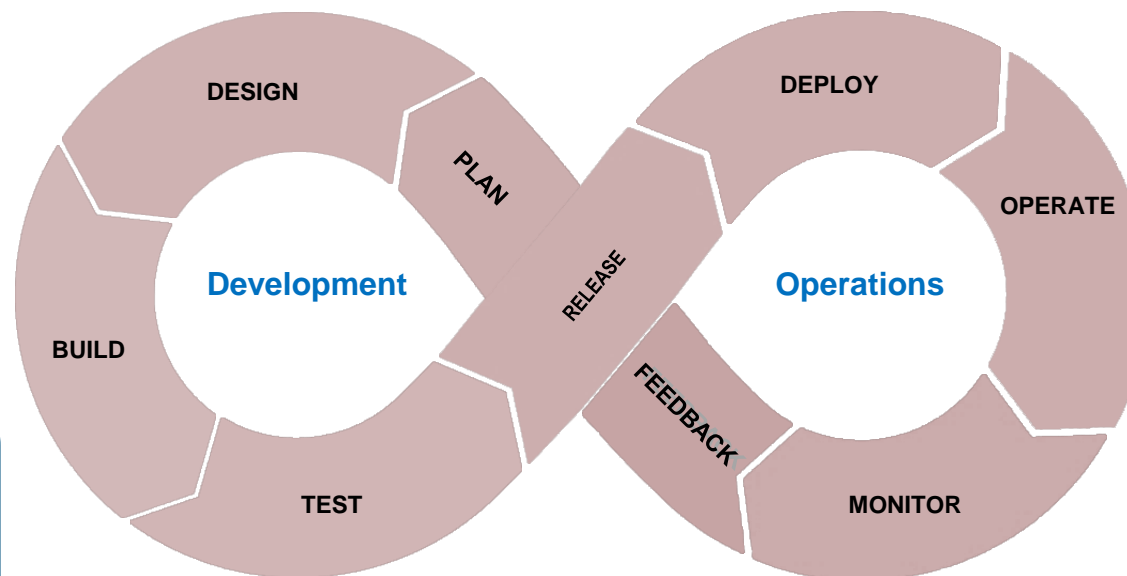 DESIGN
DEPLOY
PLAN
OPERATE
RELEASE
Development
Operations
BUILD
FEEDBACK
TEST
MONITOR